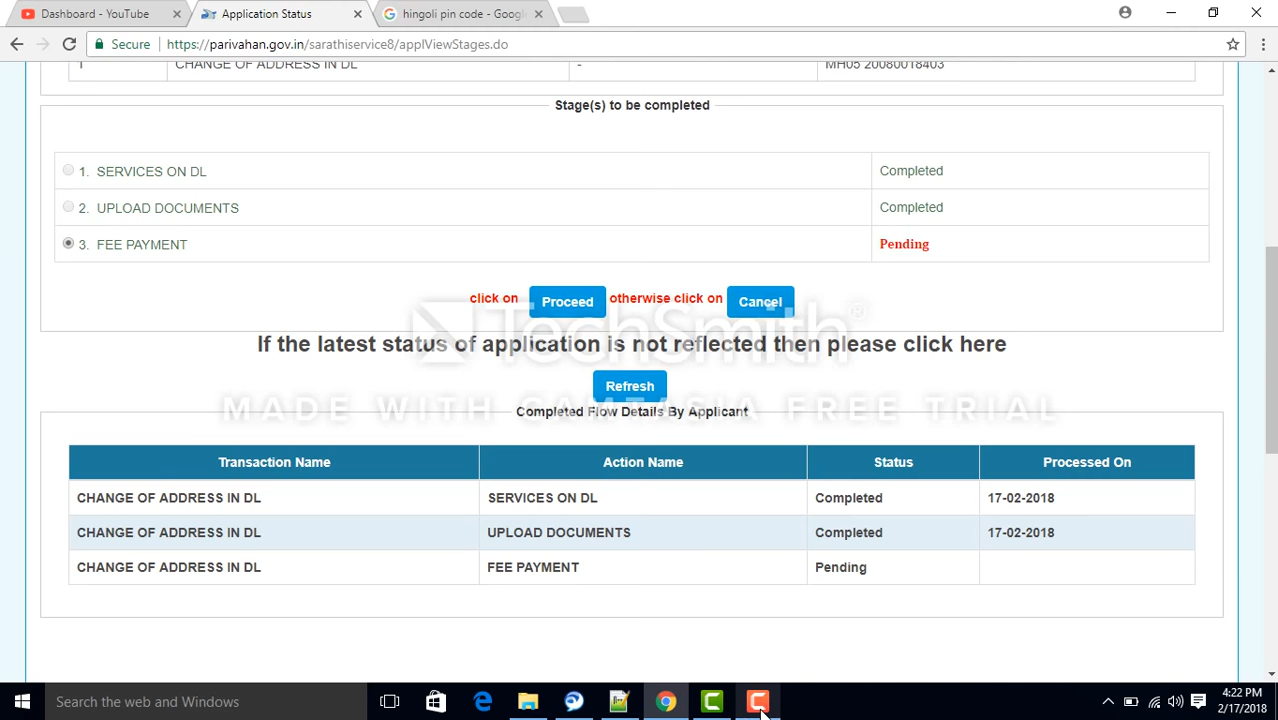 Dashboard - YouTube
Application Status
hingoli pin code - Goog
Secure https://parivahan.gov.in/sarathiservice8/applViewStages.do
1 CHANGE OF ADDRESS IN DL - MH05 20080018403
Stage(s) to be completed
1. SERVICES ON DL Completed
2. UPLOAD DOCUMENTS Completed
3. FEE PAYMENT Pending
click on Proceed otherwise click on Cancel
TechSmith®
If the latest status of application is not reflected then please click here
Refresh
MADE WITH CAMTASIA FREE TRIAL
Completed Flow Details By Applicant
Transaction Name Action Name Status Processed On
CHANGE OF ADDRESS IN DL SERVICES ON DL Completed 17-02-2018
CHANGE OF ADDRESS IN DL UPLOAD DOCUMENTS Completed 17-02-2018
CHANGE OF ADDRESS IN DL FEE PAYMENT Pending
Search the web and Windows
4:22 PM
2/17/2018